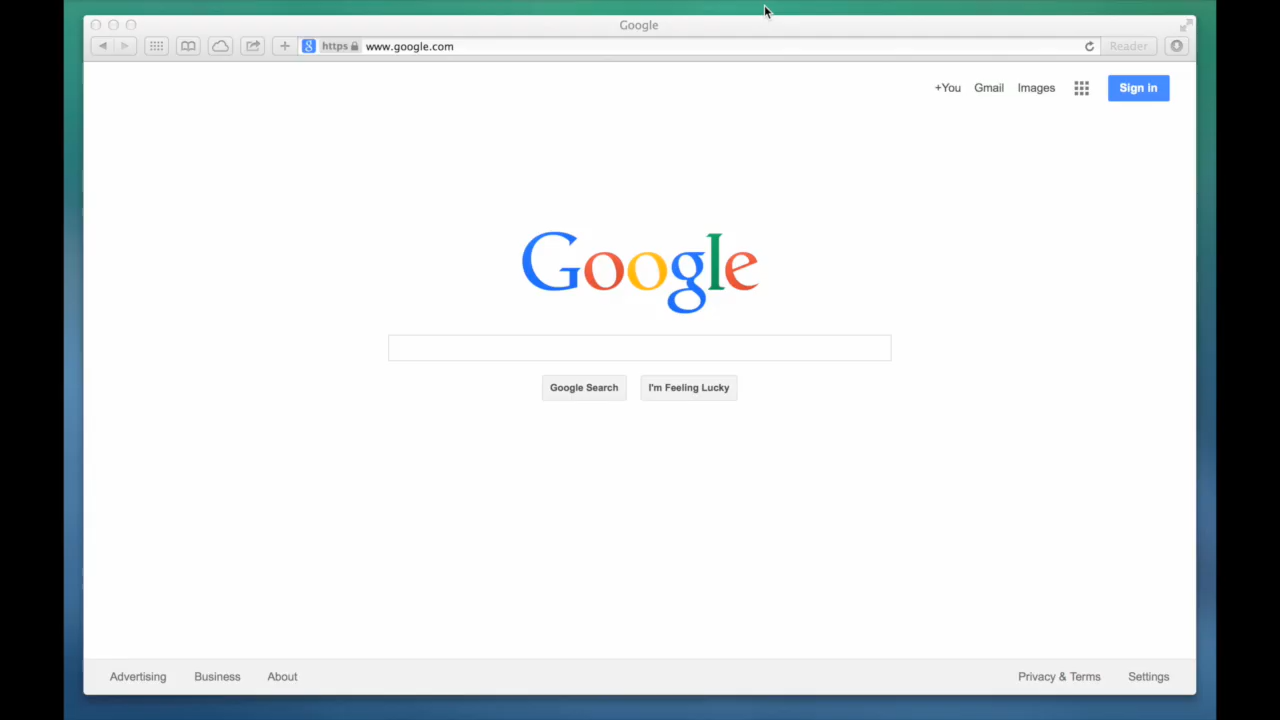 Google
https www.google.com Reader
+You Gmail Images Sign in
Google
Google Search I'm Feeling Lucky
Advertising Business About Privacy & Terms Settings